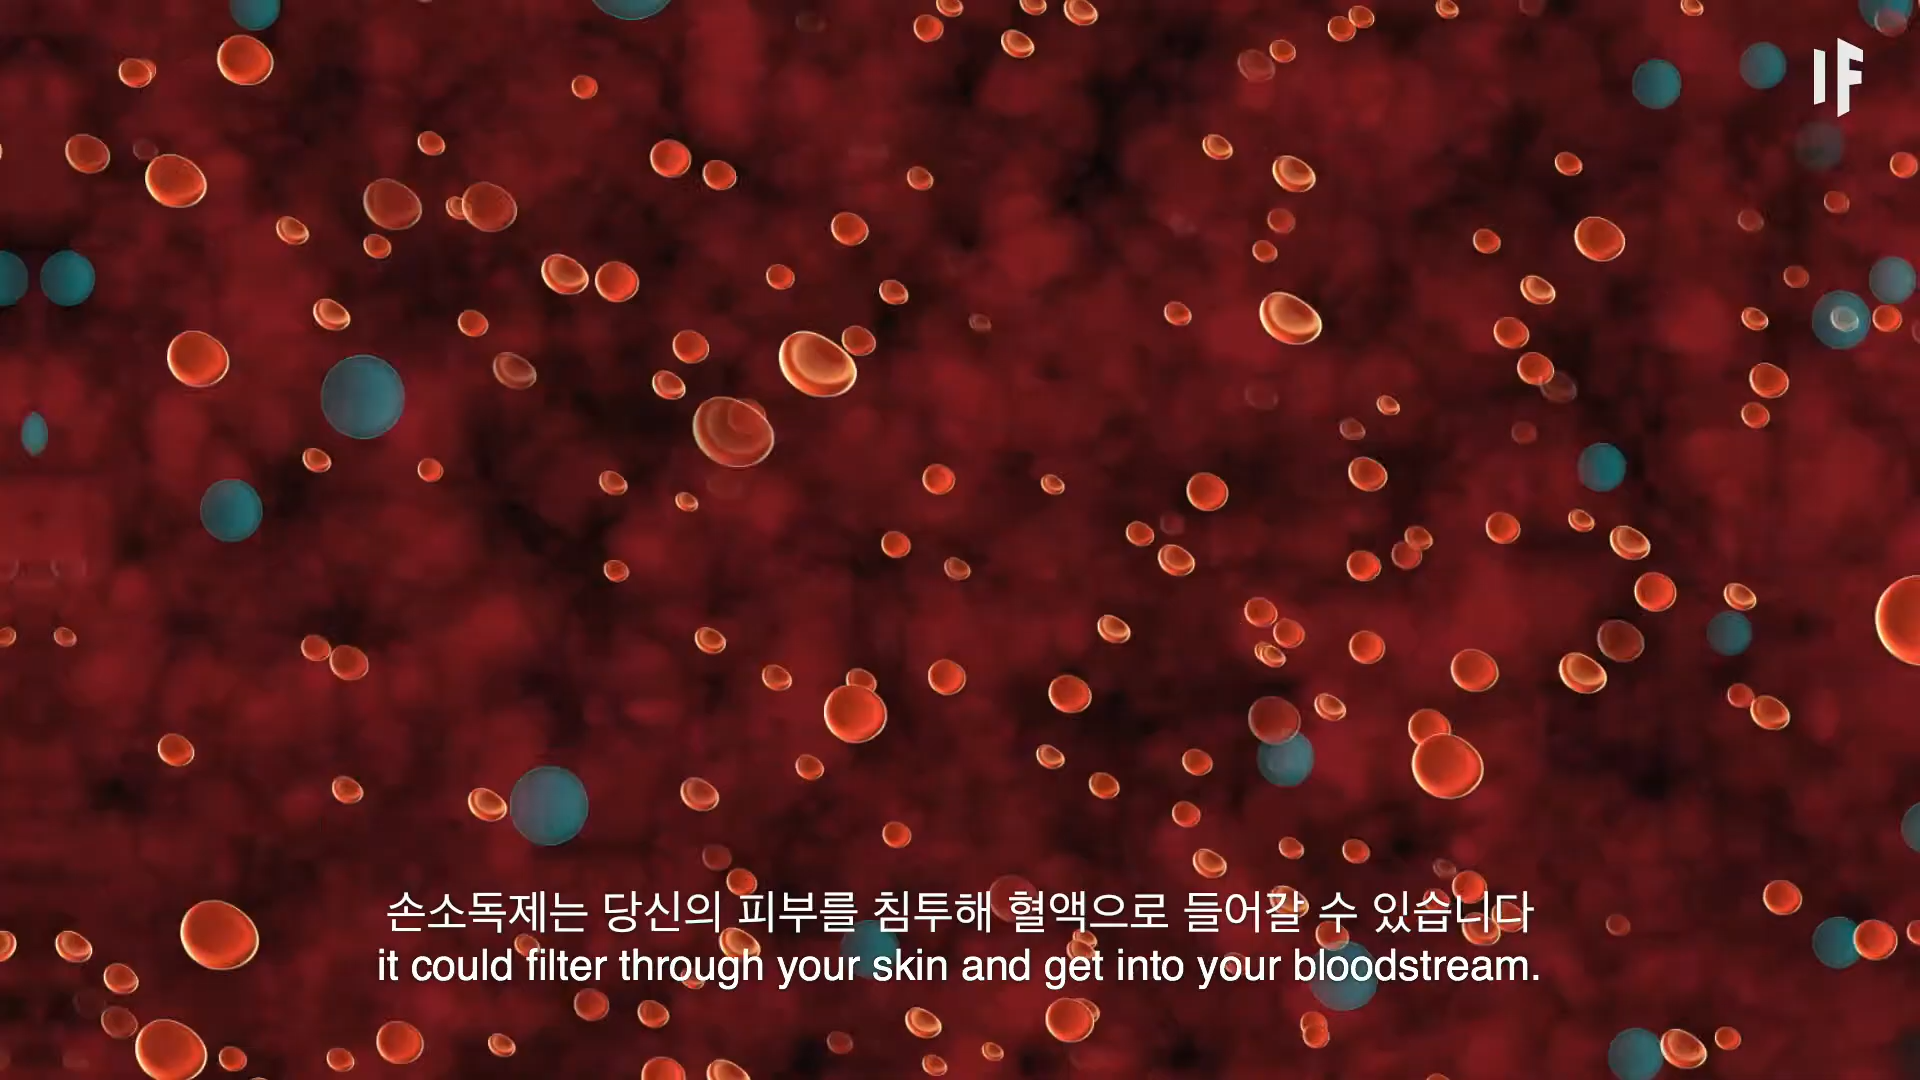 IF
손소독제는 당신의 피부를 침투해 혈액으로 들어갈 수 있습니다
it could filter through your skin and get into your bloodstream.